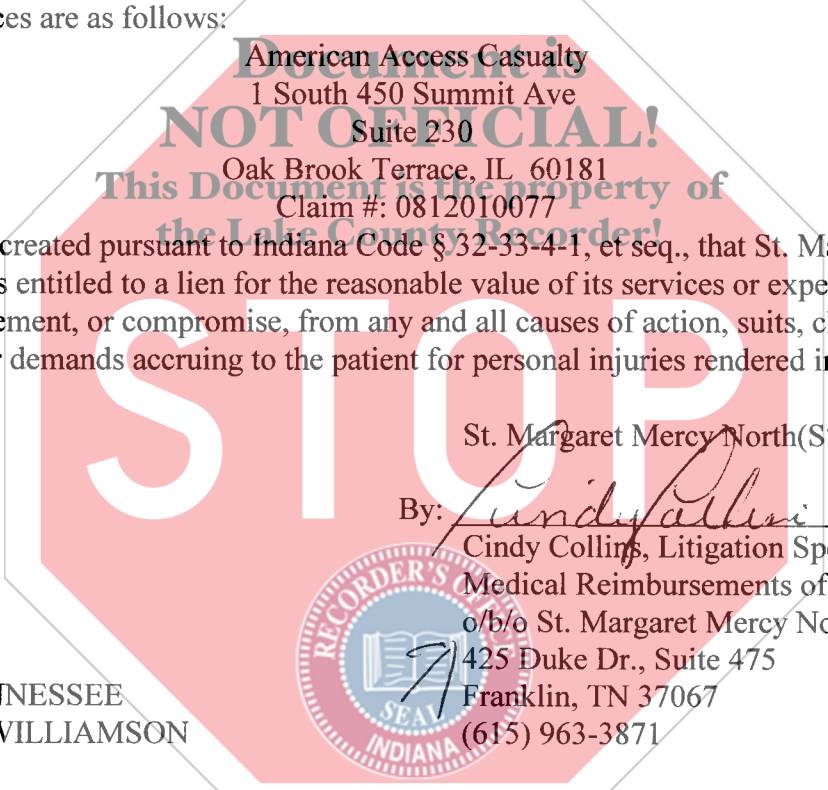 ces are as follows:
Document is
American Access Casualty
1 South 450 Summit Ave
NOT OFFICIAL!
Suite 230
Oak Brook Terrace, IL 60181
This Document is the property of
Claim #: 0812010077
the Lake County Recorder!
created pursuant to Indiana Code § 32-33-4-1, et seq., that St. Ma
s entitled to a lien for the reasonable value of its services or expe
ement, or compromise, from any and all causes of action, suits, c
r demands accruing to the patient for personal injuries rendered i
STOP
St. Margaret Mercy North(S
By: Cindy Collins
Cindy Collins, Litigation Sp
Medical Reimbursements of
o/b/o St. Margaret Mercy No
425 Duke Dr., Suite 475
NNESSEE
Franklin, TN 37067
WILLIAMSON
(615) 963-3871
RECORDER'S OFFICE
SEAL
INDIANA